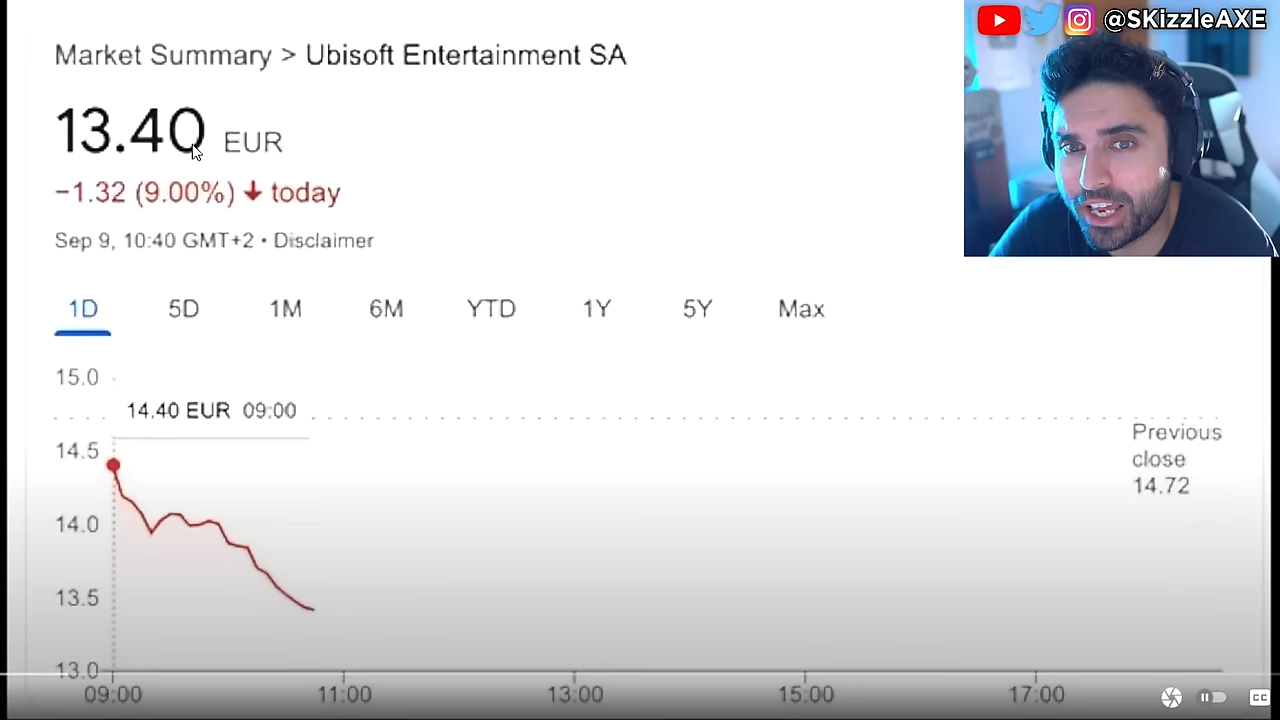 @SKizzleAXE
Market Summary > Ubisoft Entertainment SA
13.40 EUR
−1.32 (9.00%) ↓ today
Sep 9, 10:40 GMT+2 • Disclaimer
1D 5D 1M 6M YTD 1Y 5Y Max
15.0
14.40 EUR 09:00
Previous
close
14.72
14.5
14.0
13.5
13.0
09:00 11:00 13:00 15:00 17:00
CC